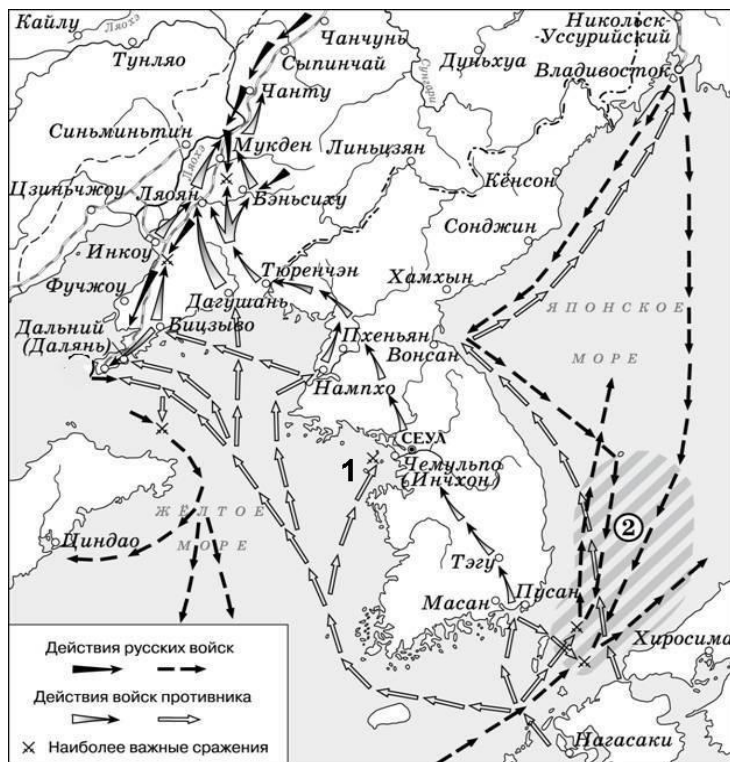 Кайлу
Тунляо
Чанчунь
Сыпинчай
Сунгари
Дуньхуа
Никольск-
Уссурийский
Владивосток
Чанту
Синьминьтин
Ляохэ
Мукден
Линьцзян
Кёнсон
Цзиньчжоу
Ляоян
Бэньсиху
Сонджин
Инкоу
Тюренчэн
Хамхын
Фучжоу
Дагушань
ЯПОНСКОЕ
МОРЕ
Дальний
(Далянь)
Бицзыво
Пхеньян
Вонсан
Нампхо
СЕУЛ
1
Чемульпо
(Инчхон)
2
ЖЁЛТОЕ
МОРЕ
Циндао
Тэгу
Масан
Пусан
Хиросима
Нагасаки
Действия русских войск
Действия войск противника
Наиболее важные сражения